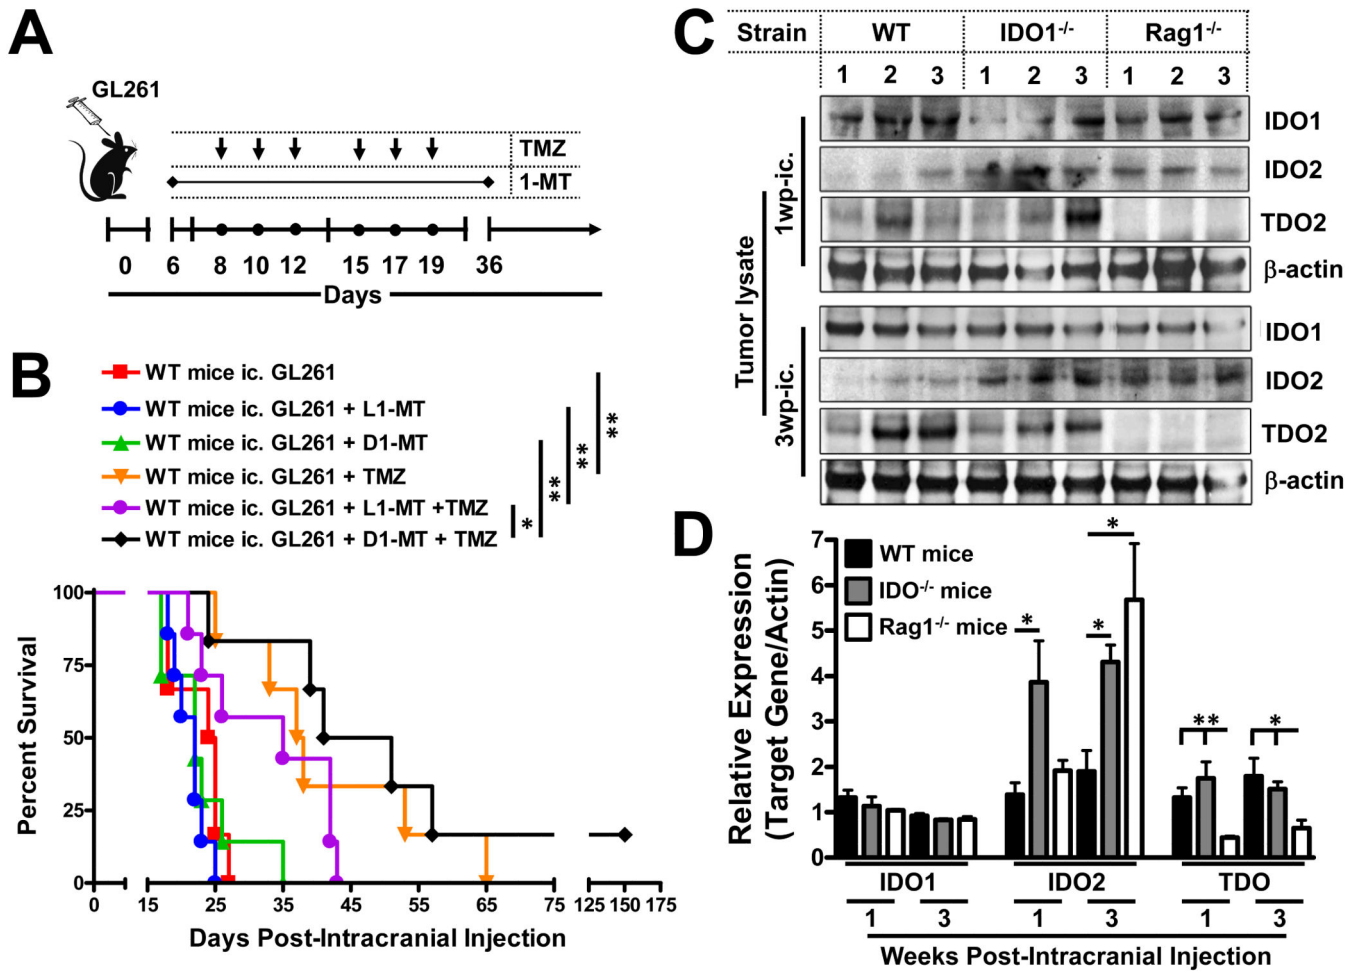 A
GL261
TMZ
1-MT
0 6 8 10 12 15 17 19 36
Days
B
WT mice ic. GL261
WT mice ic. GL261 + L1-MT
WT mice ic. GL261 + D1-MT
WT mice ic. GL261 + TMZ
WT mice ic. GL261 + L1-MT +TMZ
WT mice ic. GL261 + D1-MT + TMZ
**
**
**
*
Percent Survival
100
75
50
25
0
0 15 25 35 45 55 65 75 125 150 175
Days Post-Intracranial Injection
C
Strain WT IDO1-/- Rag1-/-
1 2 3 1 2 3 1 2 3
Tumor lysate
1wp-ic.
IDO1
IDO2
TDO2
β-actin
3wp-ic.
IDO1
IDO2
TDO2
β-actin
D
Relative Expression
(Target Gene/Actin)
7
6
5
4
3
2
1
0
WT mice
IDO-/- mice
Rag1-/- mice
* * * ** *
IDO1 IDO2 TDO
1 3 1 3 1 3
Weeks Post-Intracranial Injection